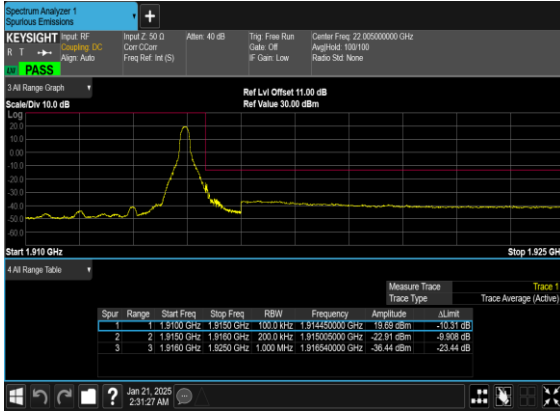 Spectrum Analyzer 1
Spurious Emissions
KEYSIGHT
R T
PASS
Input: RF
Coupling: DC
Align: Auto
Input Z: 50 Ω
Corr CCorr
Freq Ref: Int (S)
Atten: 40 dB
Trig: Free Run
Gate: Off
IF Gain: Low
Center Freq: 22.005000000 GHz
Avg|Hold: 100/100
Radio Std: None
3 All Range Graph
Scale/Div 10.0 dB
Ref Lvl Offset 11.00 dB
Ref Value 30.00 dBm
Log
20.0
10.0
0.00
-10.0
-20.0
-30.0
-40.0
-50.0
-60.0
Start 1.910 GHz Stop 1.925 GH
4 All Range Table
Measure Trace Trace 1
Trace Type Trace Average (Active)
Spur Range Start Freq Stop Freq RBW Frequency Amplitude ΔLimit
1 1 1.9100 GHz 1.9150 GHz 100.0 kHz 1.914450000 GHz 19.69 dBm -10.31 dB
2 2 1.9150 GHz 1.9160 GHz 200.0 kHz 1.915005000 GHz -22.91 dBm -9.908 dB
3 3 1.9160 GHz 1.9250 GHz 1.000 MHz 1.916540000 GHz -36.44 dBm -23.44 dB
Jan 21, 2025
2:31:27 AM